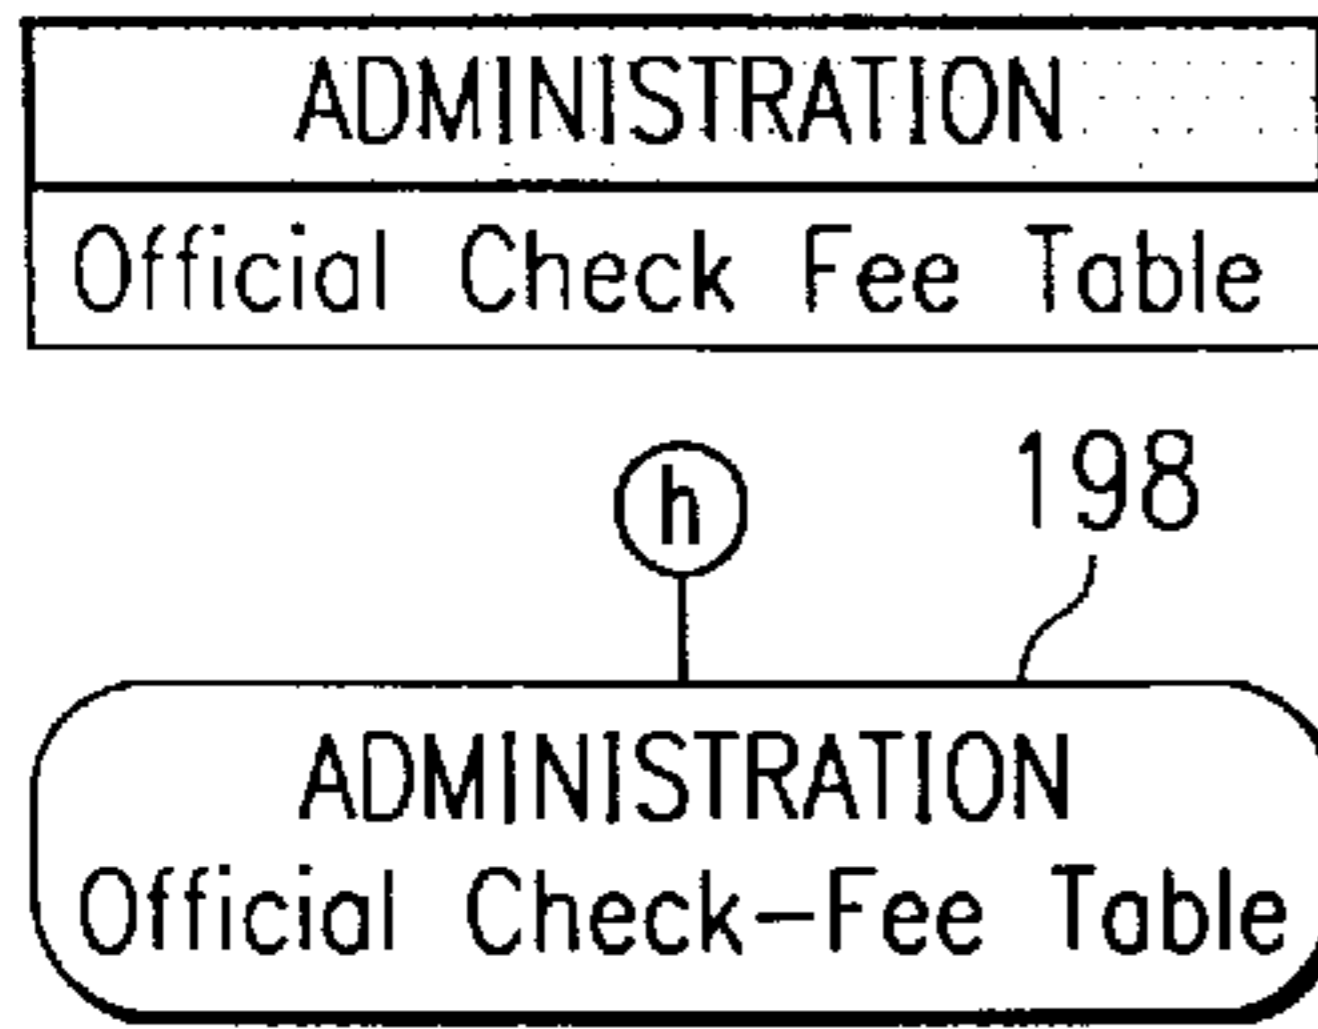 ADMINISTRATION
Official Check Fee Table
h
198
ADMINISTRATION
Official Check-Fee Table